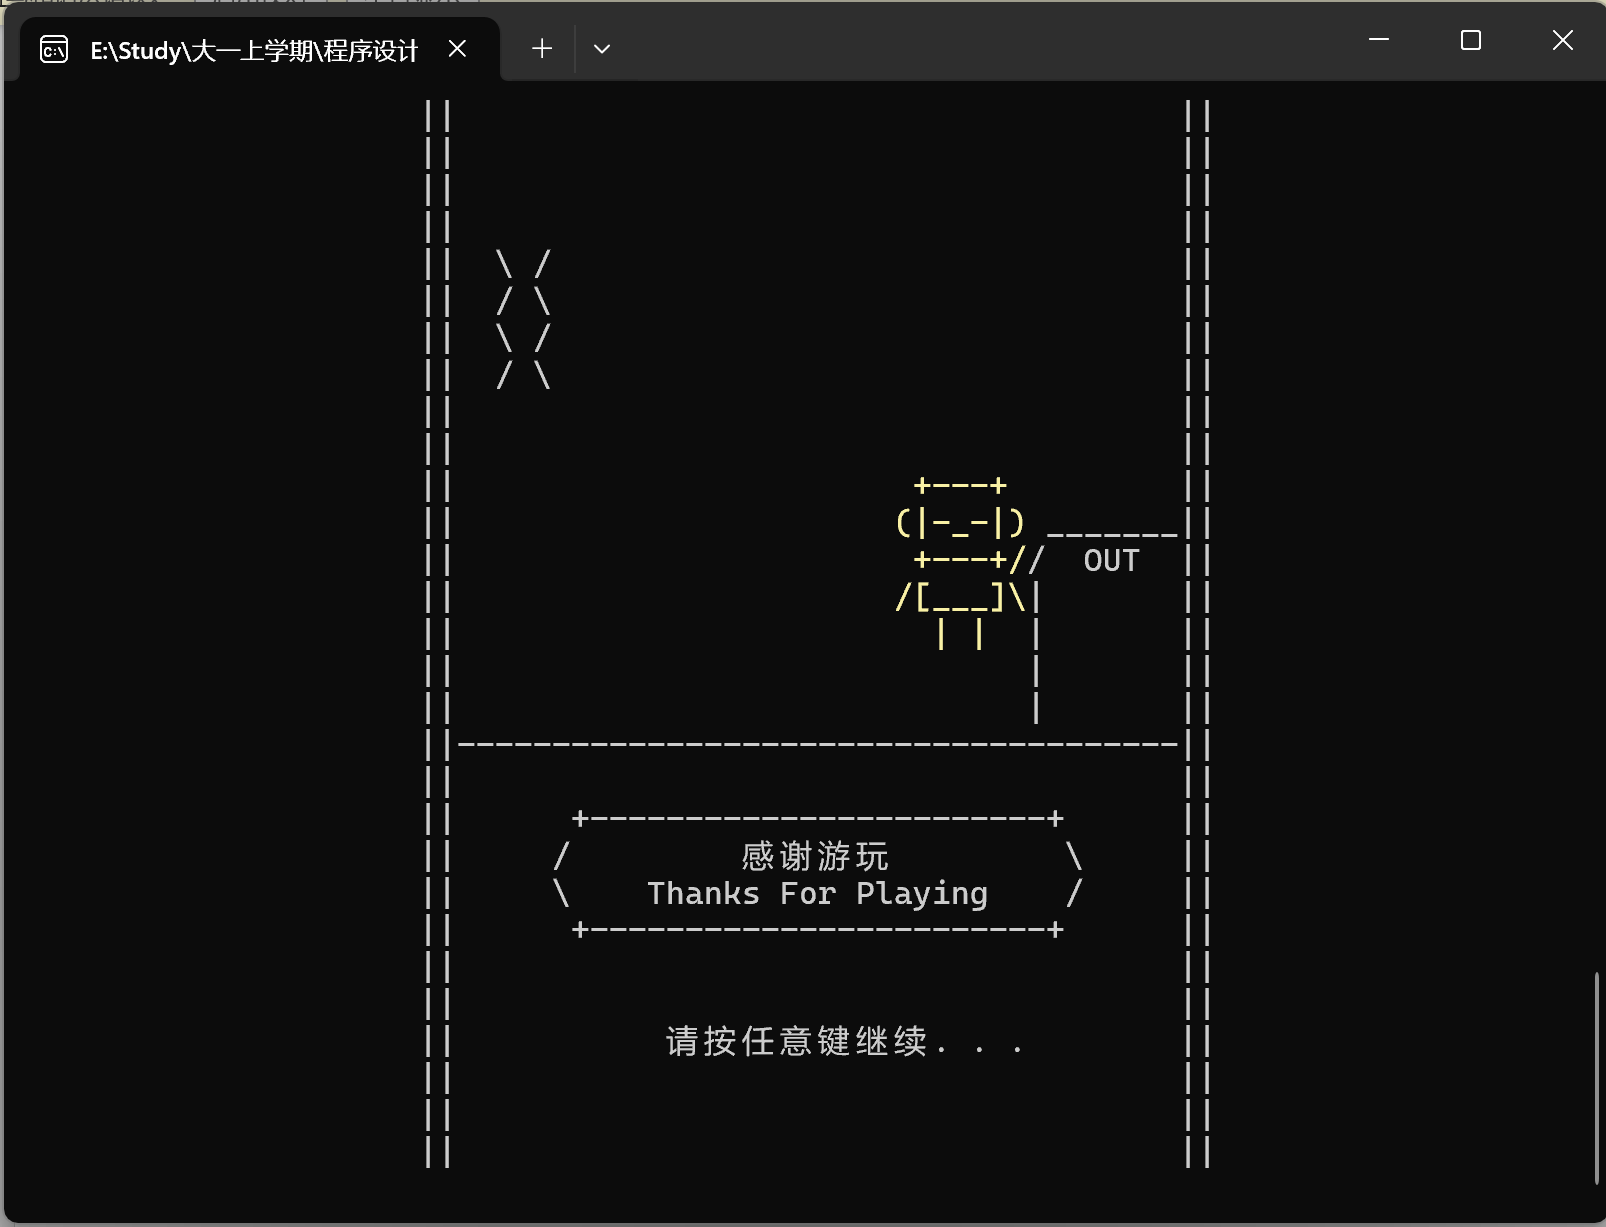 E:\Study\大一上学期\程序设计
OUT
感谢游玩
Thanks For Playing
请按任意键继续. . .